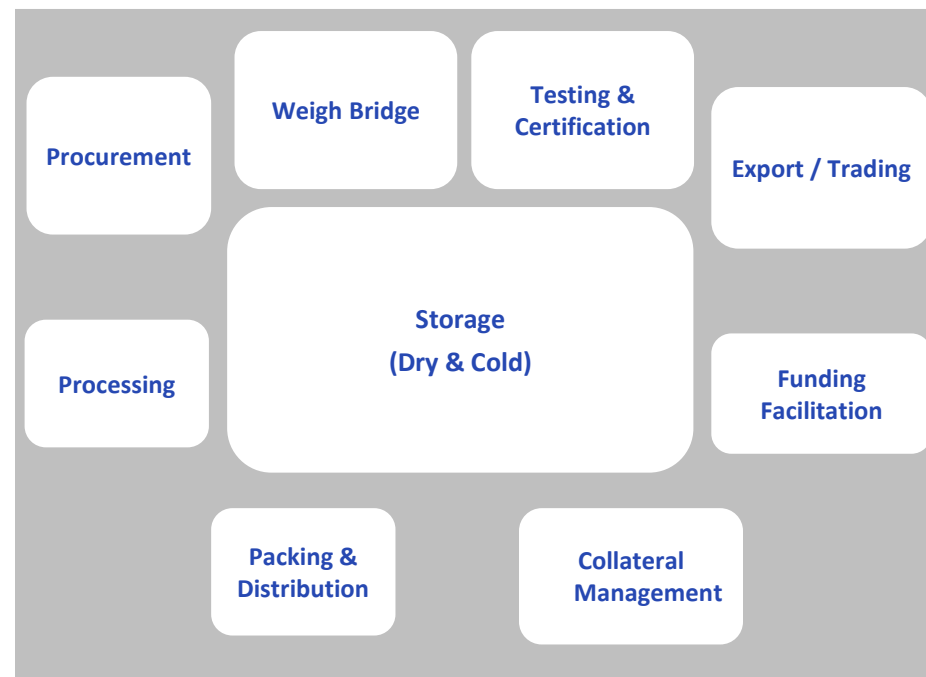 Weigh Bridge
Testing &
Certification
Procurement
Export / Trading
Storage
(Dry & Cold)
Processing
Funding
Facilitation
Packing &
Distribution
Collateral
Management